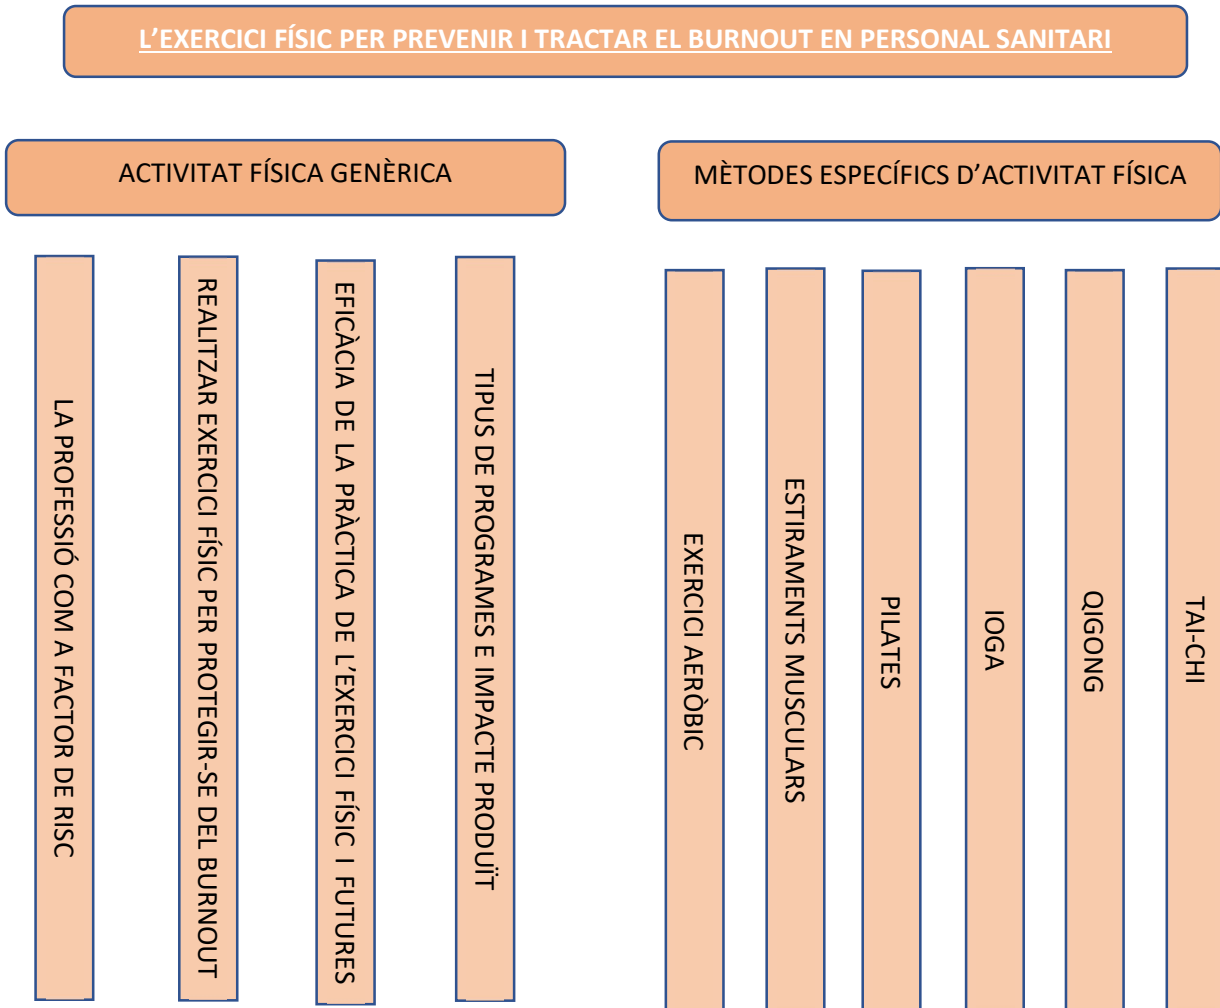 L’EXERCICI FÍSIC PER PREVENIR I TRACTAR EL BURNOUT EN PERSONAL SANITARI
ACTIVITAT FÍSICA GENÈRICA
MÈTODES ESPECÍFICS D’ACTIVITAT FÍSICA
LA PROFESSIÓ COM A FACTOR DE RISC
REALITZAR EXERCICI FÍSIC PER PROTEGIR-SE DEL BURNOUT
EFICÀCIA DE LA PRÀCTICA DE L’EXERCICI FÍSIC I FUTURES
TIPUS DE PROGRAMES E IMPACTE PRODUÏT
EXERCICI AERÒBIC
ESTIRAMENTS MUSCULARS
PILATES
IOGA
QIGONG
TAI-CHI